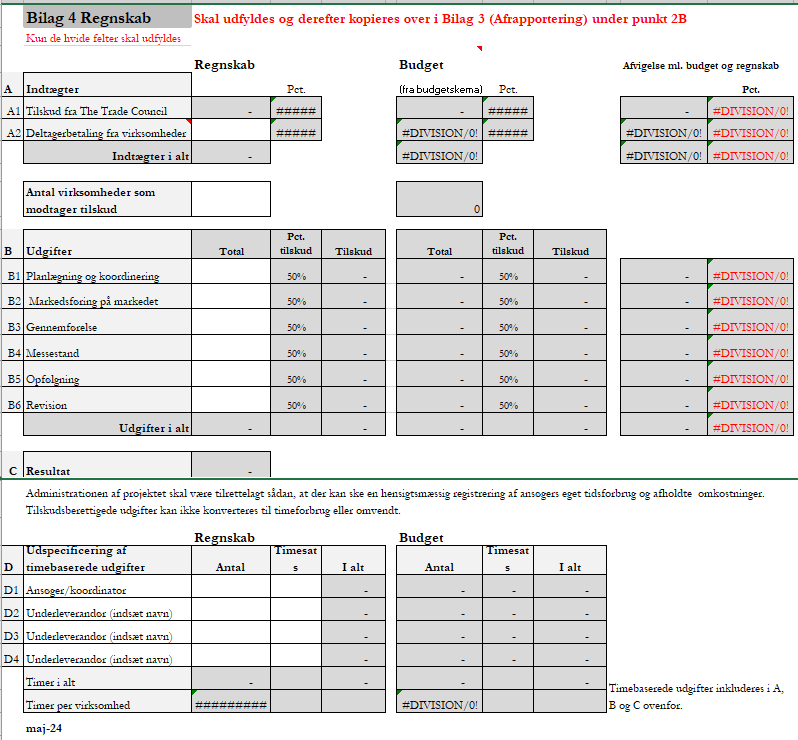 Bilag 4 Regnskab Skal udfyldes og derefter kopieres over i Bilag 3 (Afrapportering) under punkt 2B
Kun de hvide felter skal udfyldes
Regnskab Budget Afvigelse ml. budget og regnskab
A Indtægter Pct. (fra budgetskema) Pct. Pct.
A1 Tilskud fra The Trade Council - ##### - ##### - #DIVISION/0!
A2 Deltagerbetaling fra virksomheder ##### #DIVISION/0! ##### #DIVISION/0! #DIVISION/0!
Indtægter i alt - #DIVISION/0! #DIVISION/0! #DIVISION/0!
Antal virksomheder som
modtager tilskud 0
Pct. Pct.
B Udgifter Total tilskud Tilskud Total tilskud Tilskud
B1 Planlægning og koordinering 50% - - 50% - - #DIVISION/0!
B2 Markedsføring på markedet 50% - - 50% - - #DIVISION/0!
B3 Gennemførelse 50% - - 50% - - #DIVISION/0!
B4 Messestand 50% - - 50% - - #DIVISION/0!
B5 Opfølgning 50% - - 50% - - #DIVISION/0!
B6 Revision 50% - - 50% - - #DIVISION/0!
Udgifter i alt - - - - - #DIVISION/0!
C Resultat -
Administrationen af projektet skal være tilrettelagt sådan, at der kan ske en hensigtsmæssig registrering af ansøgers eget tidsforbrug og afholdte omkostninger.
Tilskudsberettigede udgifter kan ikke konverteres til timeforbrug eller omvendt.
Regnskab Budget
Udspecificering af Timesat Timesat
D timebaserede udgifter Antal s I alt Antal s I alt
D1 Ansøger/koordinator - - - -
D2 Underleverandør (indsæt navn) - - - -
D3 Underleverandør (indsæt navn) - - - -
D4 Underleverandør (indsæt navn) - - - -
Timer i alt - - - -
Timer per virksomhed ######### #DIVISION/0!
Timebaserede udgifter inkluderes i A,
B og C ovenfor.
maj-24